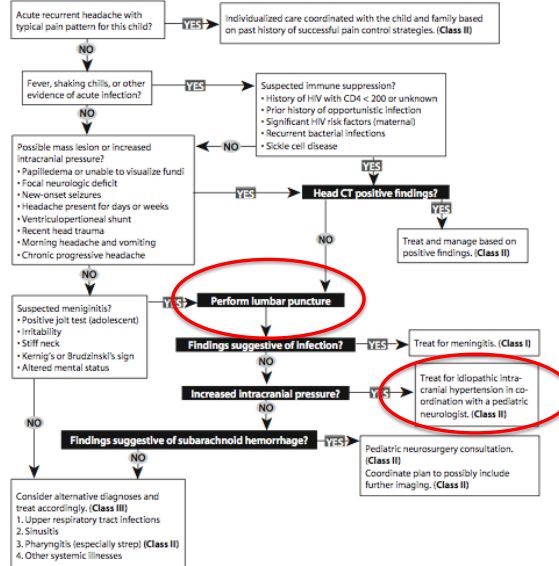 Acute recurrent headache with
typical pain pattern for this child?
YES
Individualized care coordinated with the child and family based
on past history of successful pain control strategies. (Class II)
NO
Fever, shaking chills, or other
evidence of acute infection?
YES
Suspected immune suppression?
• History of HIV with CD4 < 200 or unknown
• Prior history of opportunistic infection
• Significant HIV risk factors (maternal)
• Recurrent bacterial infections
• Sickle cell disease
NO
NO
Possible mass lesion or increased
intracranial pressure?
• Papilledema or unable to visualize fundi
• Focal neurologic deficit
• New-onset seizures
• Headache present for days or weeks
• Ventriculopertioneal shunt
• Recent head trauma
• Morning headache and vomiting
• Chronic progressive headache
YES
YES
Head CT positive findings?
YES
NO
Treat and manage based on
positive findings. (Class II)
NO
Suspected meniginitis?
• Positive jolt test (adolescent)
• Irritability
• Stiff neck
• Kernig's or Brudzinski's sign
• Altered mental status
YES
Perform lumbar puncture
Findings suggestive of infection?
YES
Treat for meningitis. (Class I)
NO
Increased intracranial pressure?
YES
Treat for idiopathic intra-
cranial hypertension in co-
ordination with a pediatric
neurologist. (Class II)
NO
Findings suggestive of subarachnoid hemorrhage?
YES
Pediatric neurosurgery consultation.
(Class II)
Coordinate plan to possibly include
further imaging. (Class II)
NO
NO
Consider alternative diagnoses and
treat accordingly. (Class III)
1. Upper respiratory tract infections
2. Sinusitis
3. Pharyngitis (especially strep) (Class II)
4. Other systemic illnesses